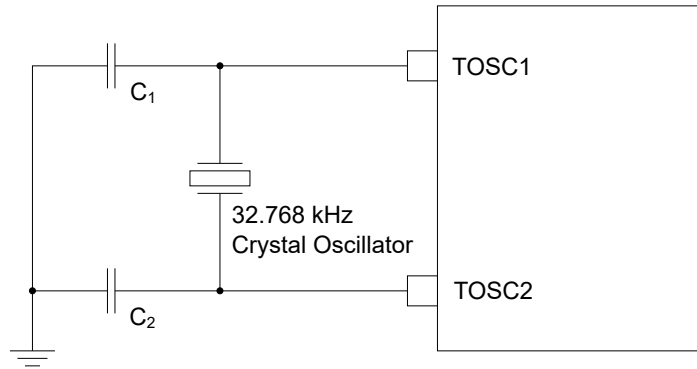 TOSC1
C₁
32.768 kHz
Crystal Oscillator
TOSC2
C₂